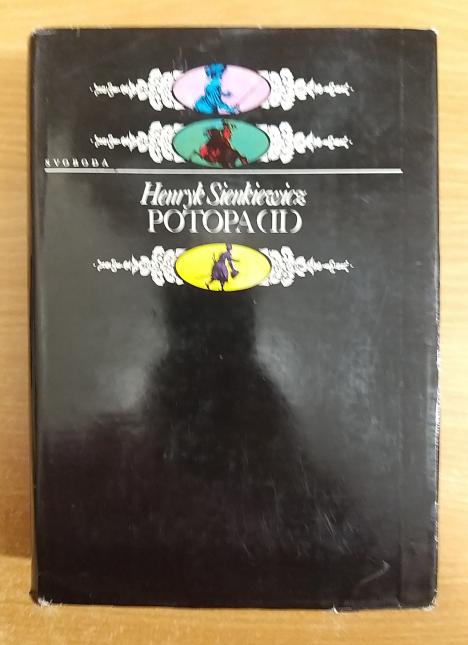 SVOBODA
Henryk Sienkiewicz
POTOPA (II)